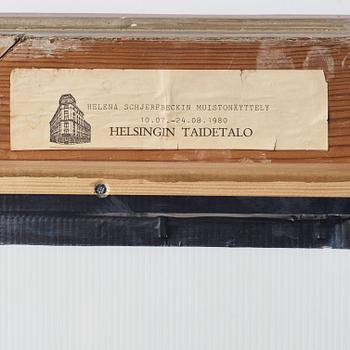 HELENA SCHJERFBECKIN MUISTONÄYTTELY
10.07.-24.08.1980
HELSINGIN TAIDETALO